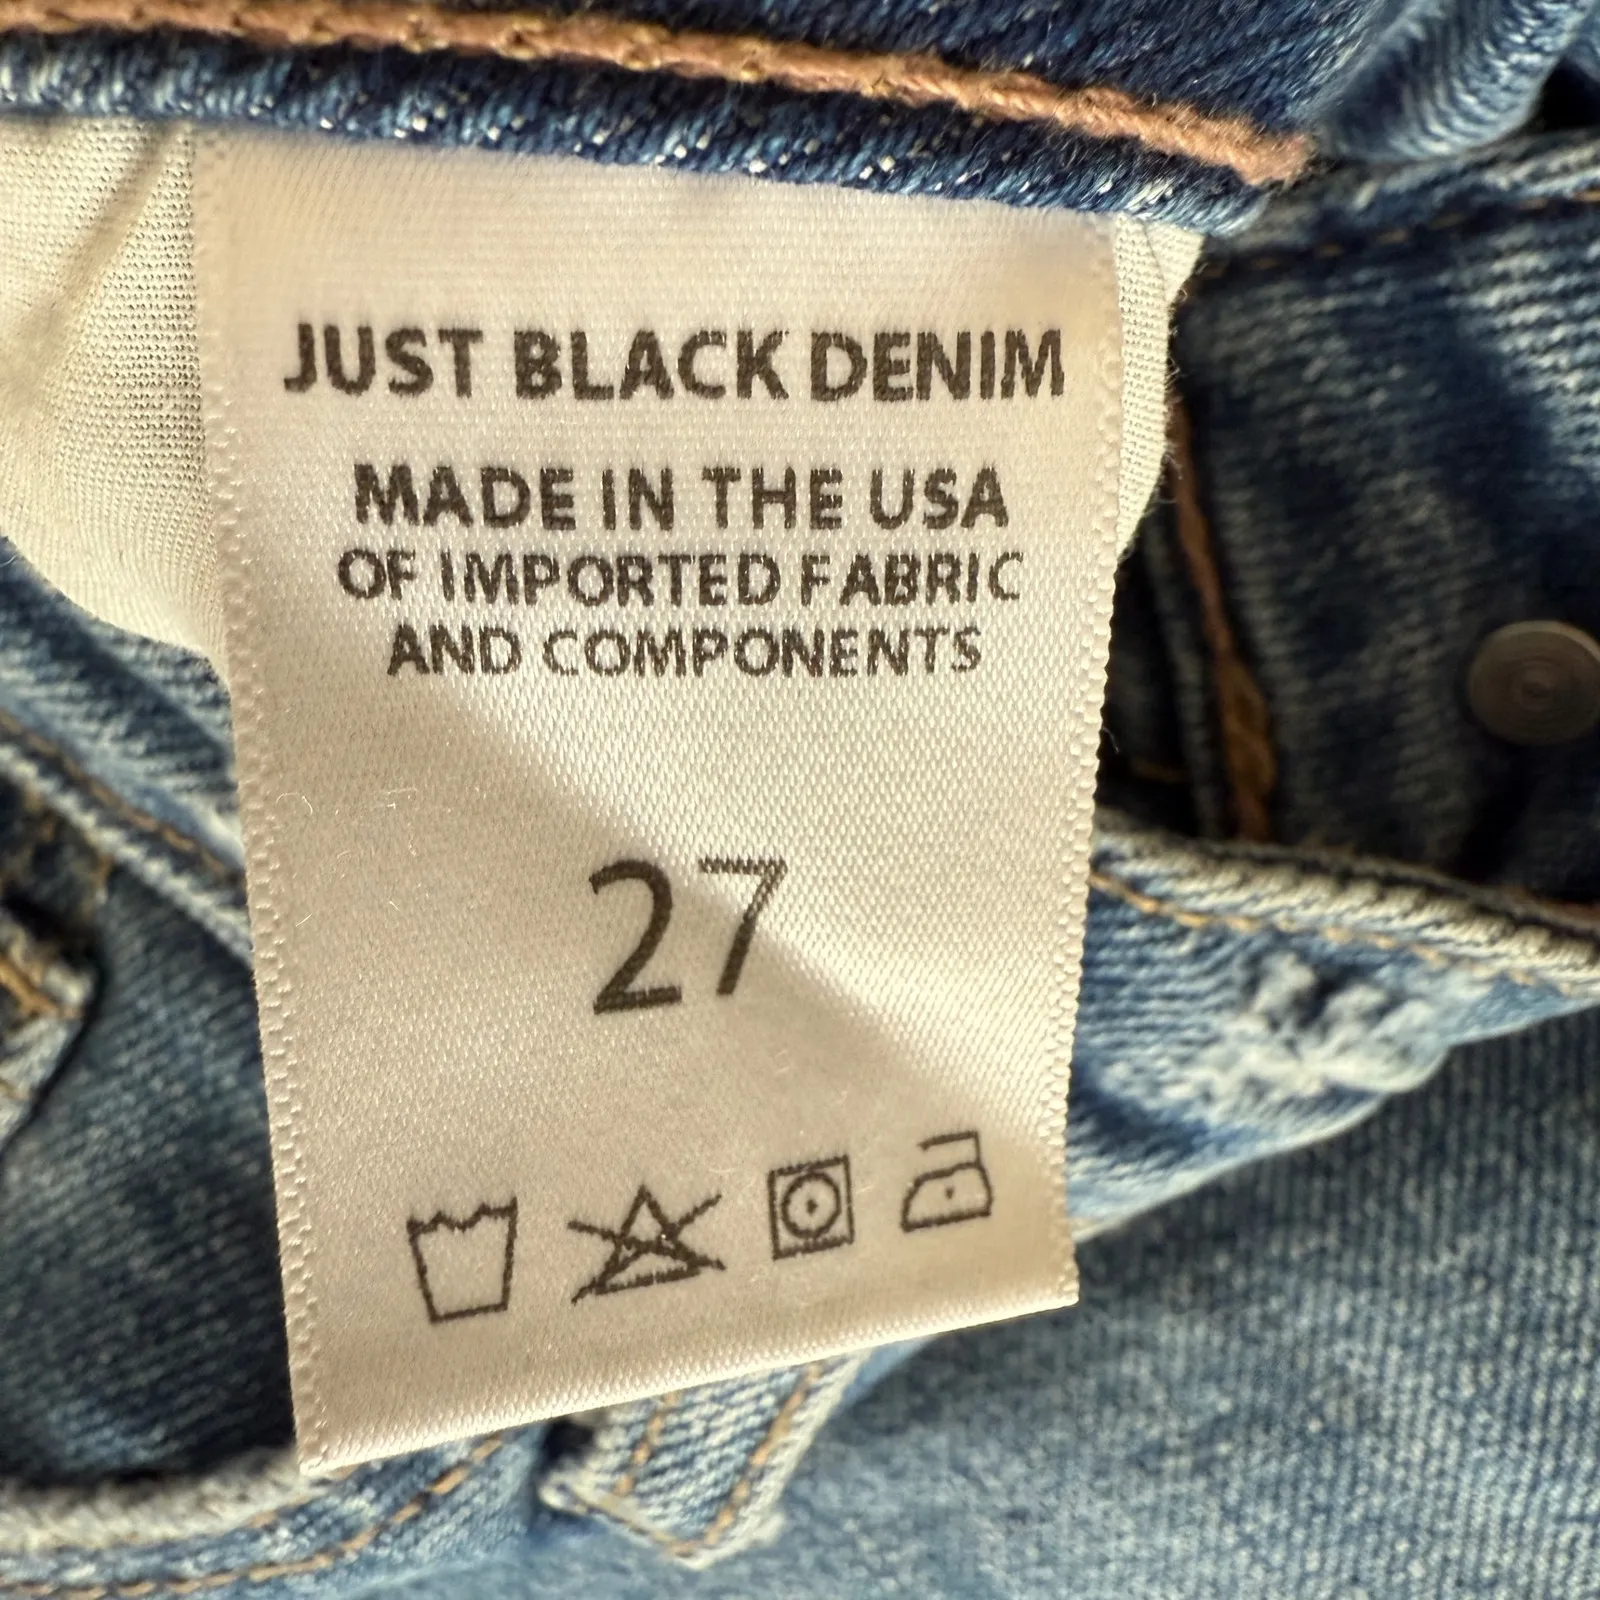 JUST BLACK DENIM
MADE IN THE USA
OF IMPORTED FABRIC
AND COMPONENTS
27